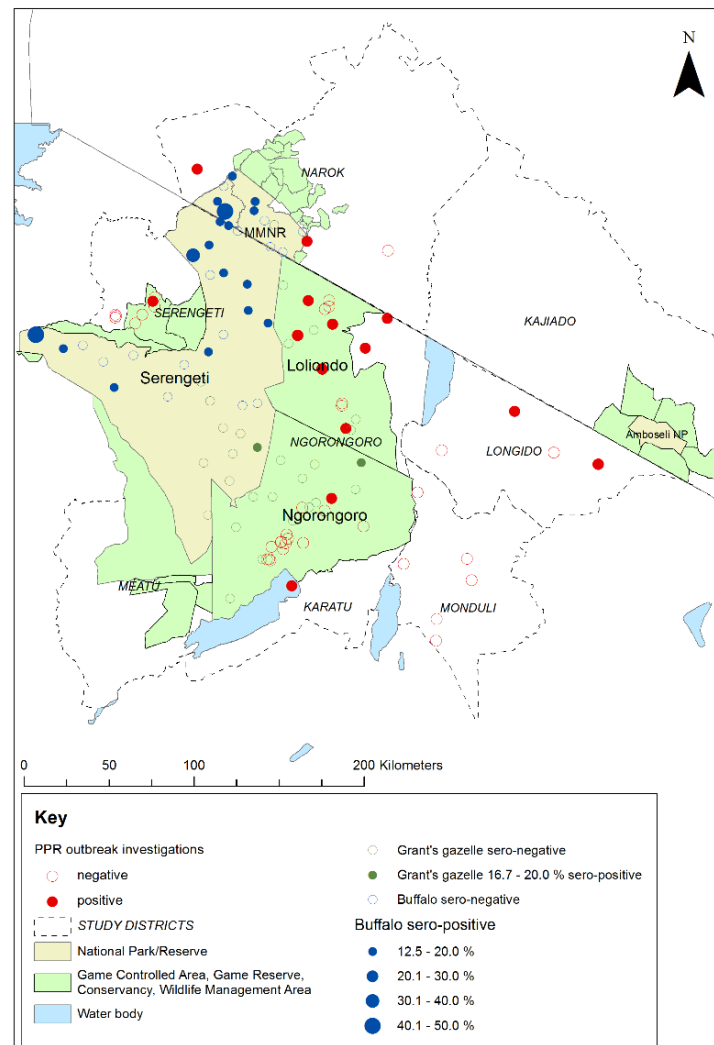 N
NAROK
MMNR
SERENGETI
KAJIADO
Serengeti
Loliondo
Amboseli NP
NGORONGORO
LONGIDO
Ngorongoro
MEATU
KARATU
MONDULI
0 50 100 200 Kilometers
Key
PPR outbreak investigations
negative
positive
STUDY DISTRICTS
National Park/Reserve
Game Controlled Area, Game Reserve,
Conservancy, Wildlife Management Area
Water body
Grant's gazelle sero-negative
Grant's gazelle 16.7 - 20.0 % sero-positive
Buffalo sero-negative
Buffalo sero-positive
12.5 - 20.0 %
20.1 - 30.0 %
30.1 - 40.0 %
40.1 - 50.0 %